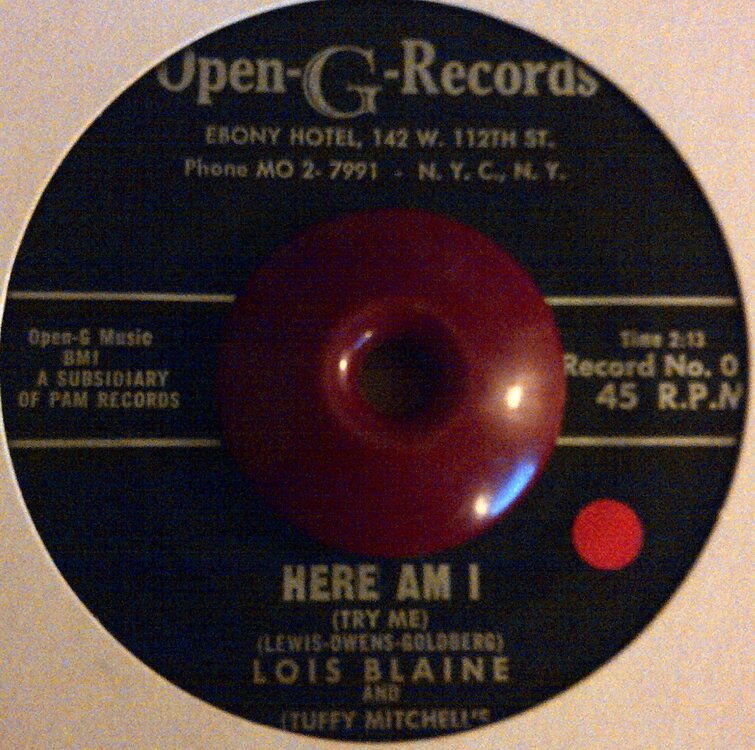 Open-G-Records
EBONY HOTEL, 142 W. 112TH ST.
Phone MO 2-7991 - N. Y. C., N. Y.
Open-G Music
BMI
A SUBSIDIARY
OF PAM RECORDS
Time 2:13
Record No. 0
45 R.P.M
HERE AM I
(TRY ME)
(LEWIS-OWENS-GOLDBERG)
LOIS BLAINE
AND
(TUFFY MITCHELL'S